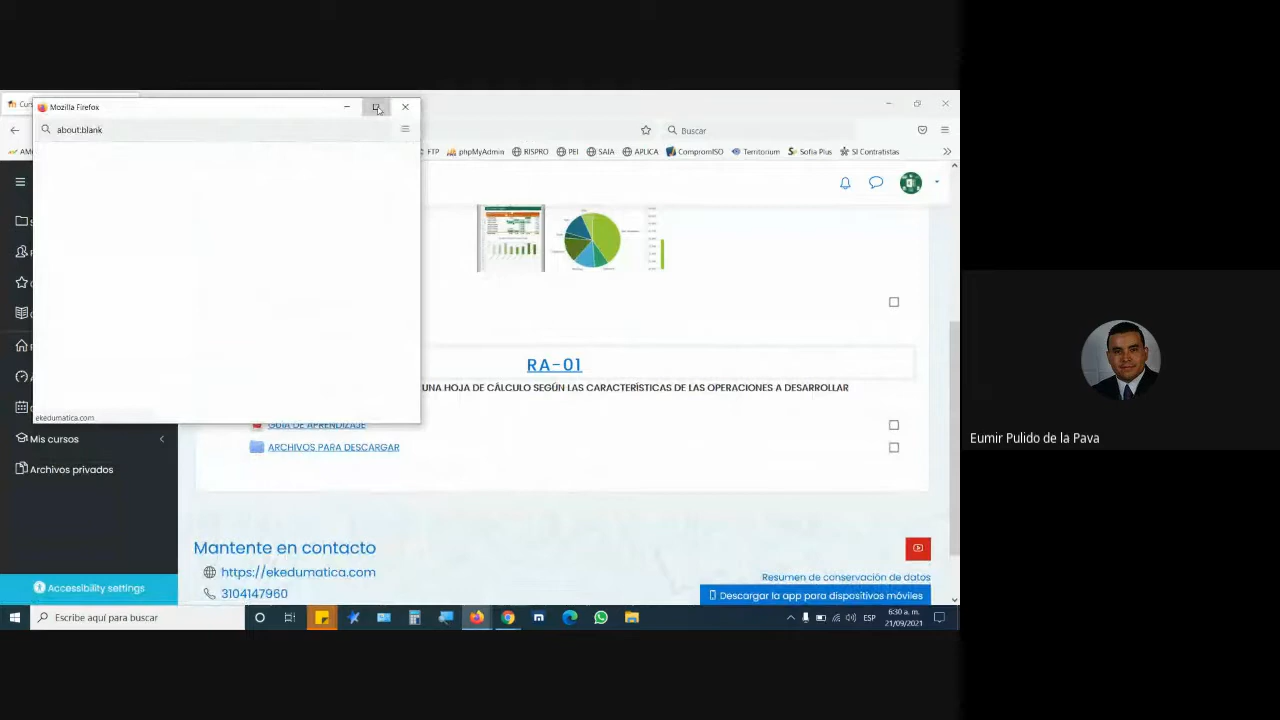 Mozilla Firefox
about:blank
Buscar
FTP phpMyAdmin RISPRO PEI SAIA APLICA CompromISO Territorium Sofia Plus SI Contratistas
RA-01
UNA HOJA DE CÁLCULO SEGÚN LAS CARACTERÍSTICAS DE LAS OPERACIONES A DESARROLLAR
ekedumatica.com
GUÍA DE APRENDIZAJE
ARCHIVOS PARA DESCARGAR
Mis cursos
Archivos privados
Mantente en contacto
https://ekedumatica.com
3104147960
Resumen de conservación de datos
Descargar la app para dispositivos móviles
Accessibility settings
Escribe aquí para buscar
ESP
6:30 a. m.
21/09/2021
Eumir Pulido de la Pava